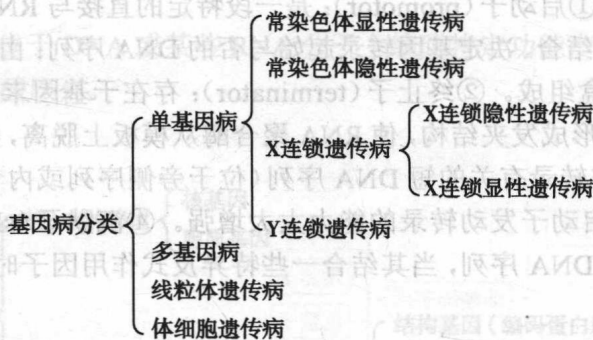 常染色体显性遗传病
常染色体隐性遗传病
单基因病
X连锁隐性遗传病
X连锁遗传病
X连锁显性遗传病
Y连锁遗传病
基因病分类
多基因病
线粒体遗传病
体细胞遗传病